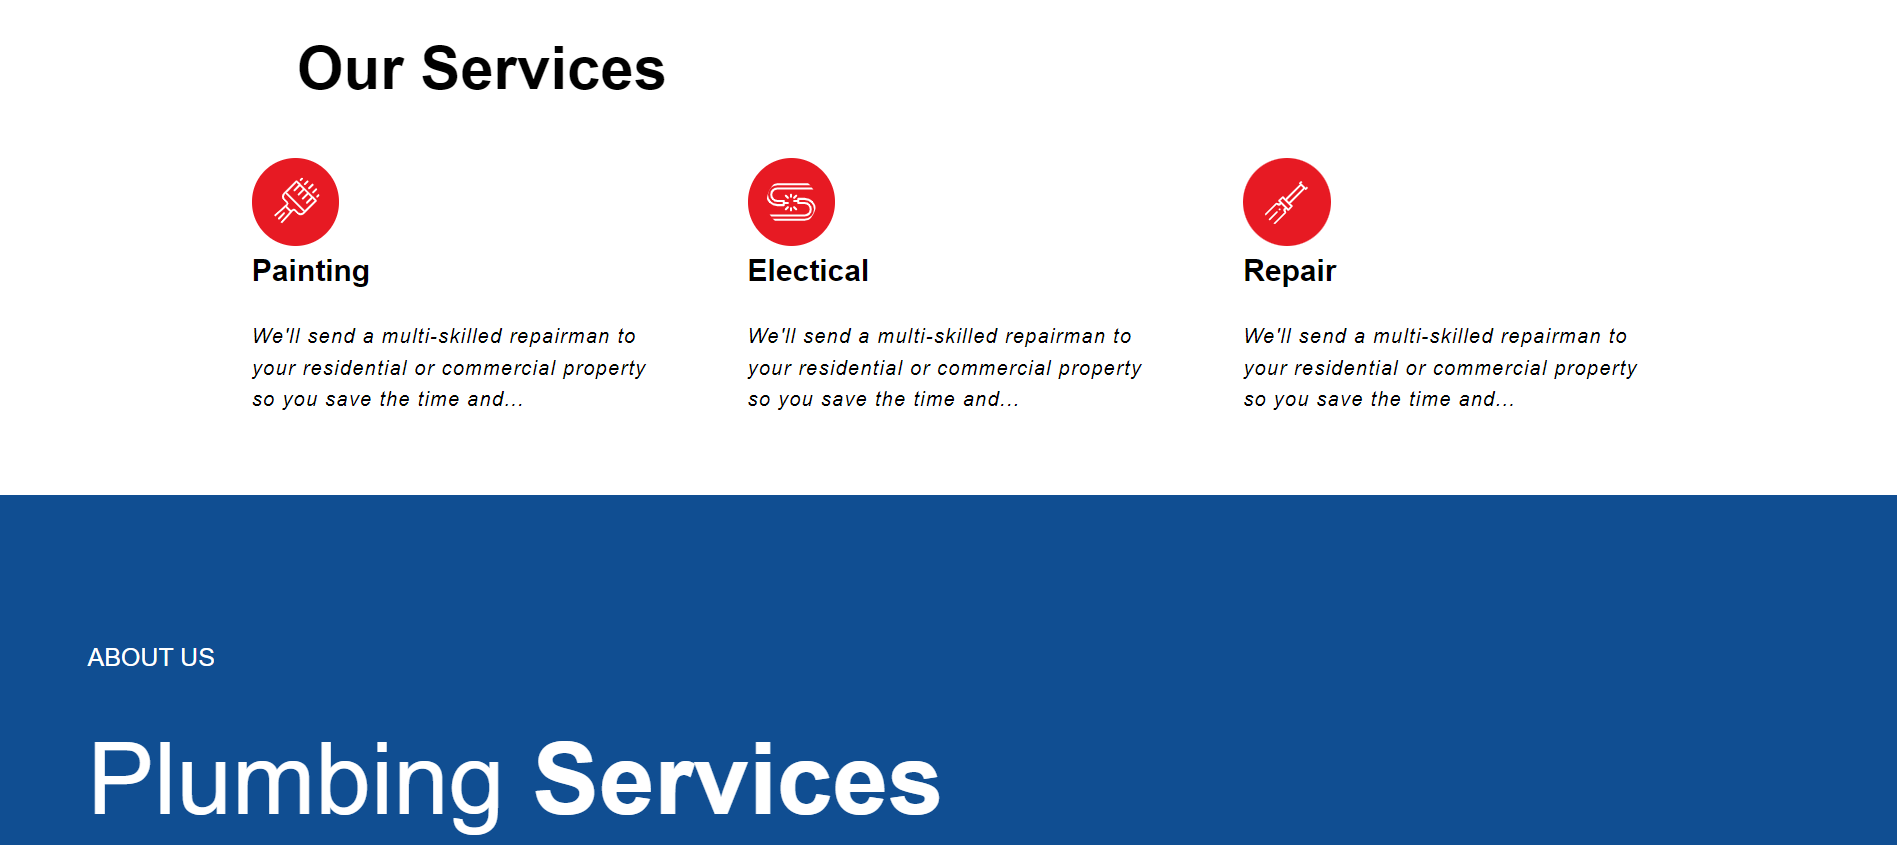 Our Services
Painting
We'll send a multi-skilled repairman to
your residential or commercial property
so you save the time and...
Electical
We'll send a multi-skilled repairman to
your residential or commercial property
so you save the time and...
Repair
We'll send a multi-skilled repairman to
your residential or commercial property
so you save the time and...
ABOUT US
Plumbing Services